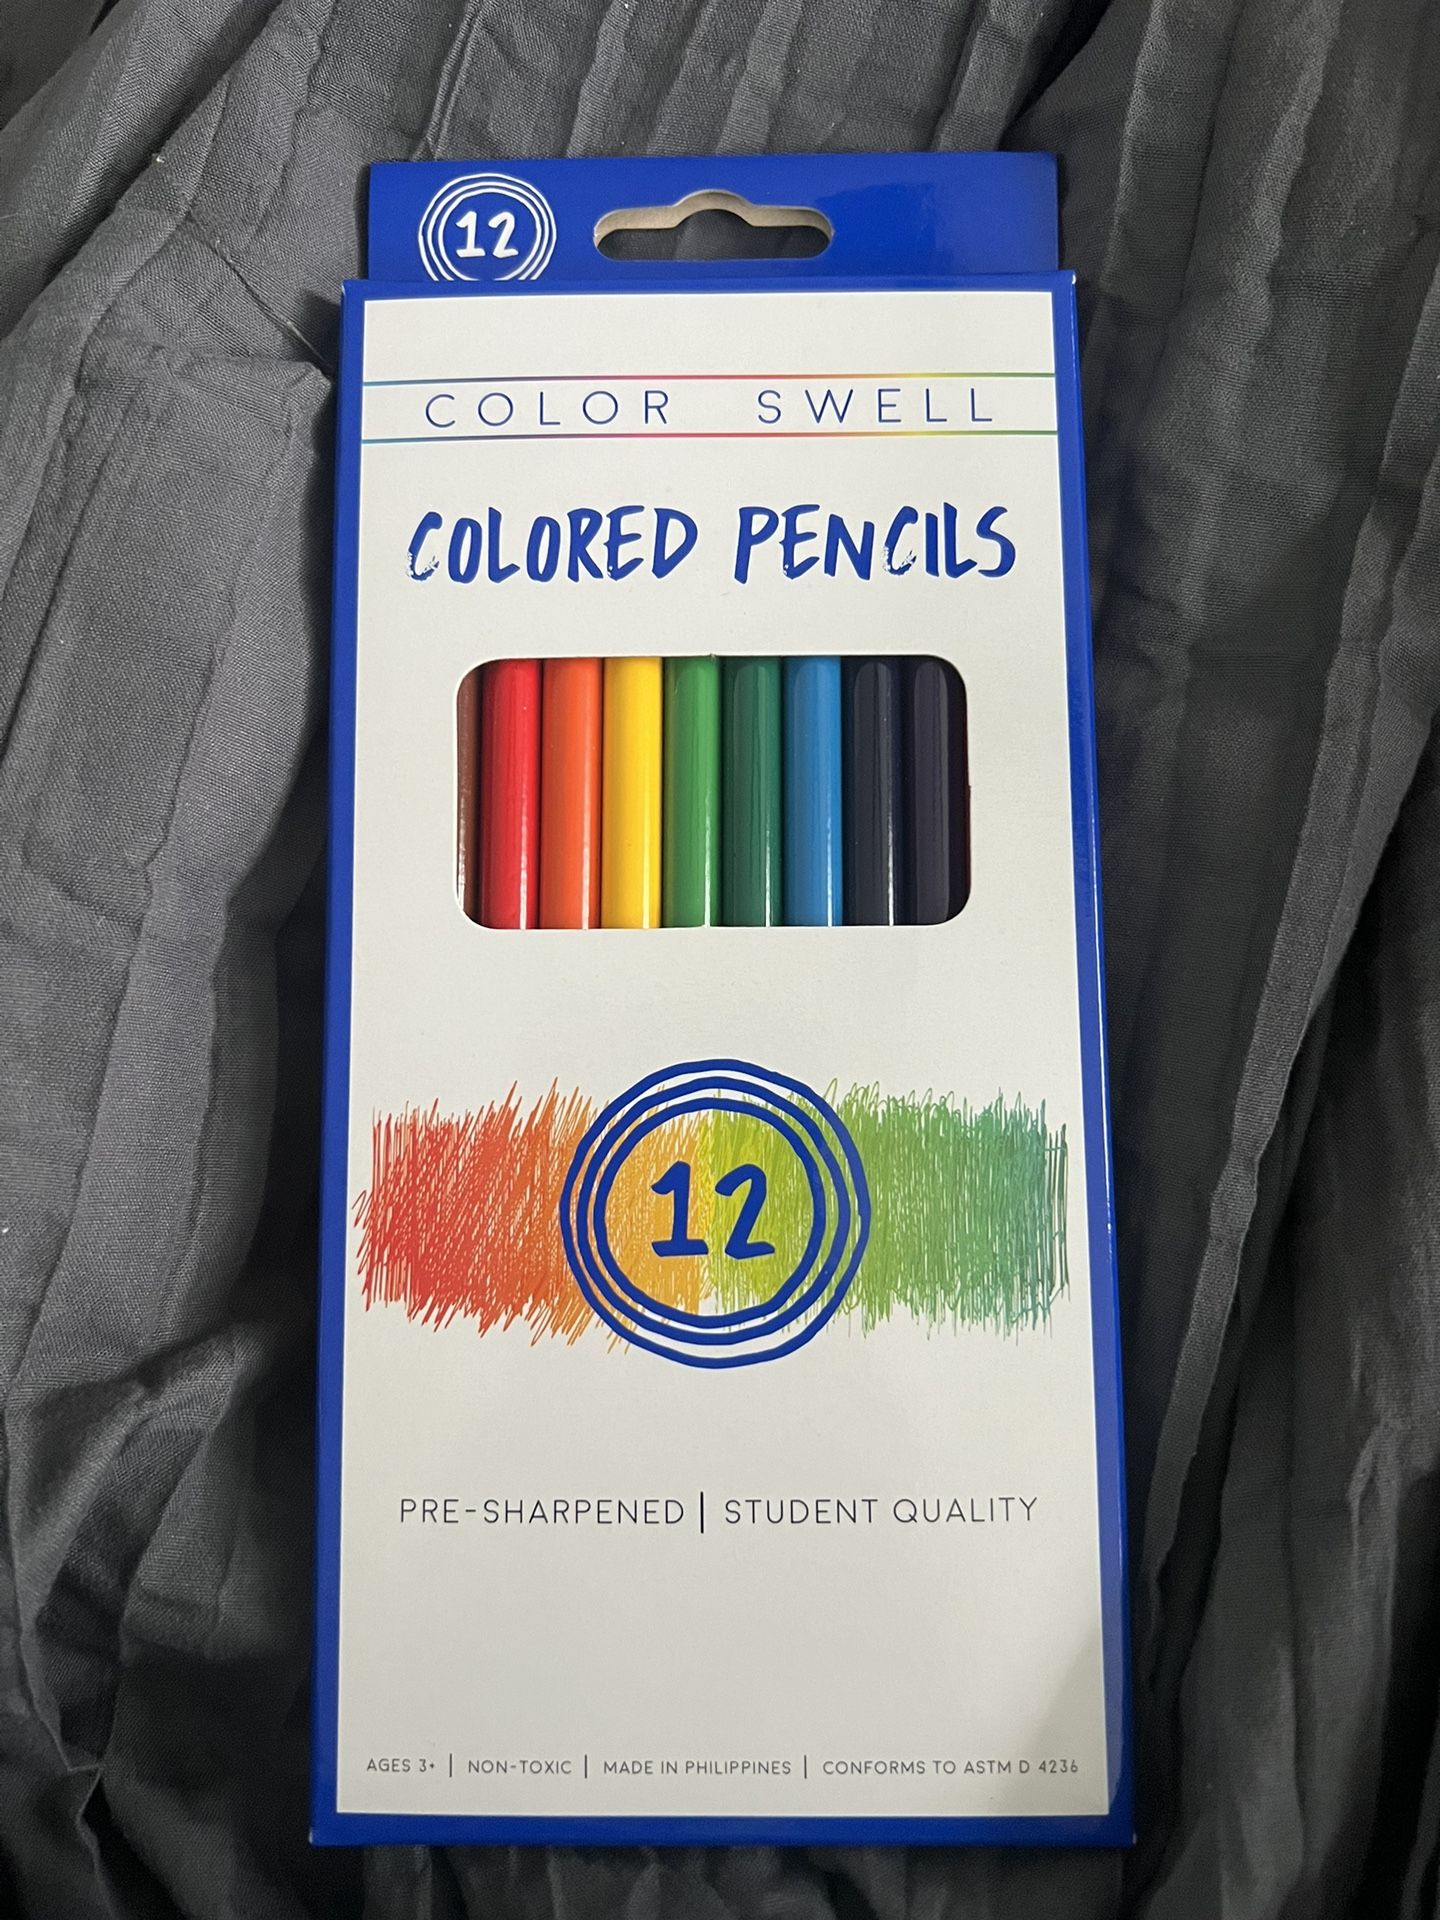 12
COLOR SWELL
COLORED PENCILS
12
PRE-SHARPENED | STUDENT QUALITY
AGES 3+ | NON-TOXIC | MADE IN PHILIPPINES | CONFORMS TO ASTM D 4236